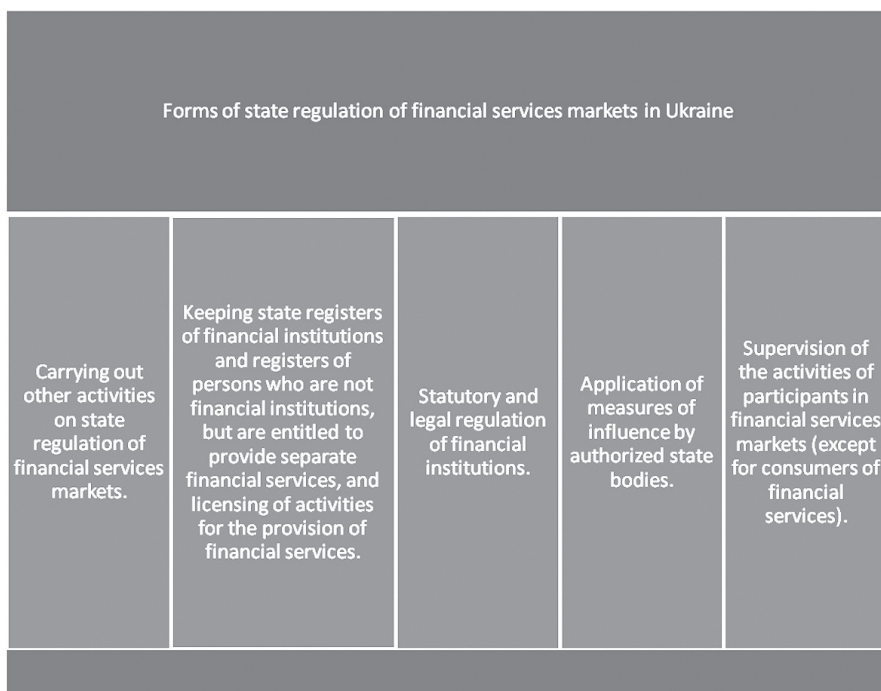 Forms of state regulation of financial services markets in Ukraine
Carrying out
other activities
on state
regulation of
financial services
markets.
Keeping state registers
of financial institutions
and registers of
persons who are not
financial institutions,
but are entitled to
provide separate
financial services, and
licensing of activities
for the provision of
financial services.
Statutory and
legal regulation
of financial
institutions.
Application of
measures of
influence by
authorized state
bodies.
Supervision of
the activities of
participants in
financial services
markets (except
for consumers of
financial
services).